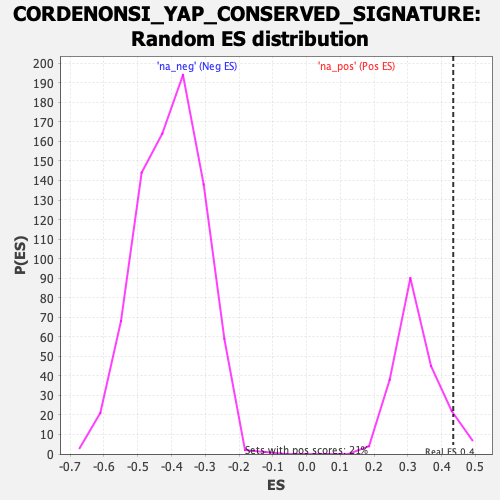 CORDENONSI_YAP_CONSERVED_SIGNATURE:
Random ES distribution
'na_neg' (Neg ES)
'na_pos' (Pos ES)
200
190
180
170
160
150
140
130
120
110
100
90
80
70
60
50
40
30
20
10
0
P(ES)
Sets with pos scores: 21%
Real ES 0.4
-0.7 -0.6 -0.5 -0.4 -0.3 -0.2 -0.1 0.0 0.1 0.2 0.3 0.4 0.5
ES